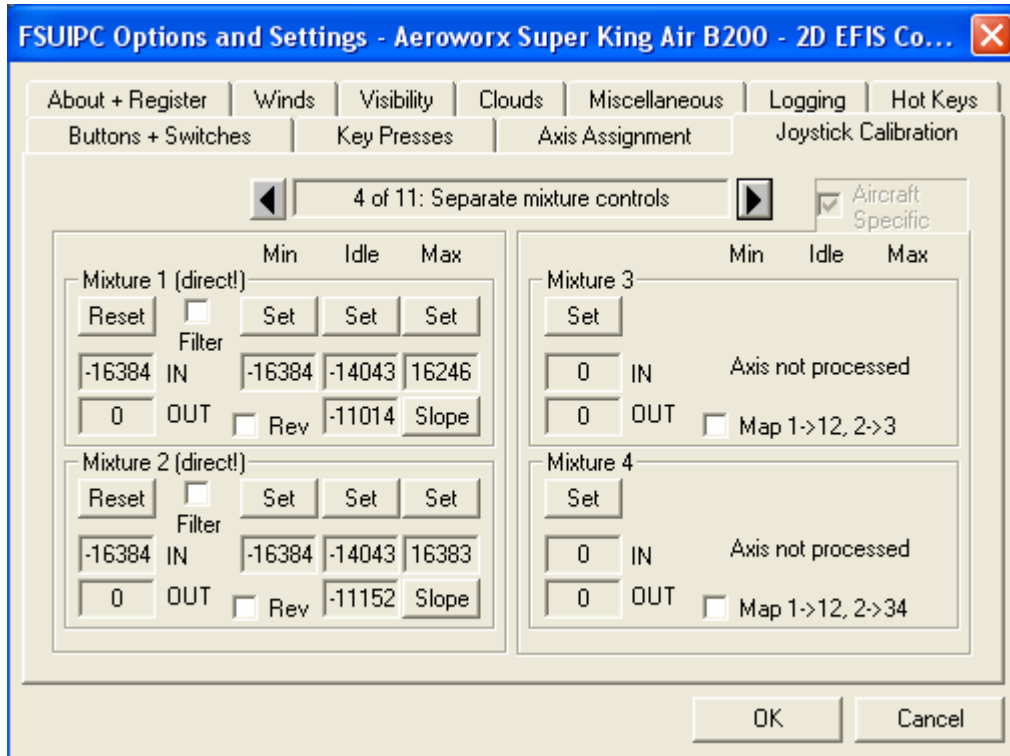 FSUIPC Options and Settings - Aeroworx Super King Air B200 - 2D EFIS Co...
About + Register Winds Visibility Clouds Miscellaneous Logging Hot Keys
Buttons + Switches Key Presses Axis Assignment Joystick Calibration
4 of 11: Separate mixture controls
Aircraft
Specific
Min Idle Max
Mixture 1 (direct!)
Reset Set Set Set
Filter
-16384 IN -16384 -14043 16246
0 OUT Rev -11014 Slope
Mixture 2 (direct!)
Reset Set Set Set
Filter
-16384 IN -16384 -14043 16383
0 OUT Rev -11152 Slope
Min Idle Max
Mixture 3
Set
0 IN Axis not processed
0 OUT Map 1->12, 2->3
Mixture 4
Set
0 IN Axis not processed
0 OUT Map 1->12, 2->34
OK Cancel